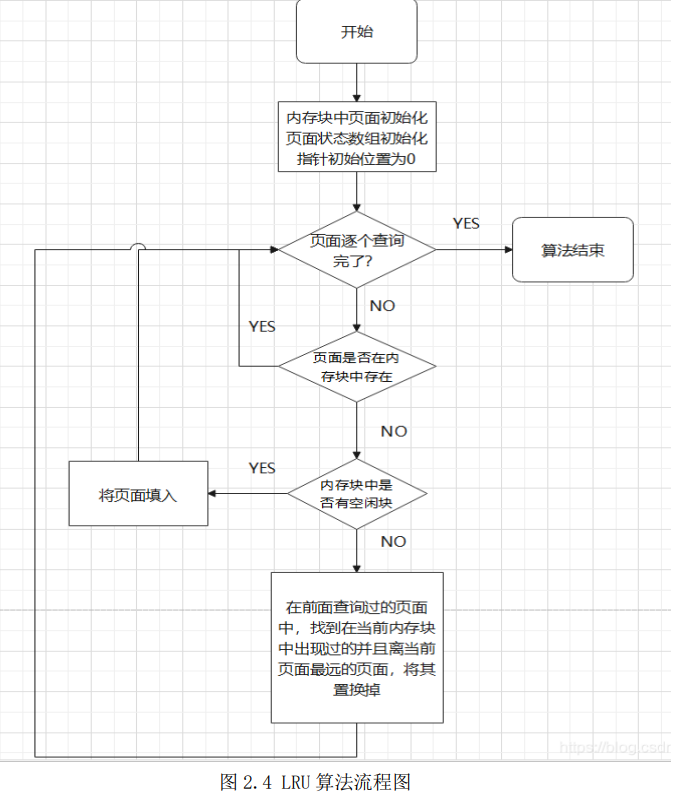 开始
内存块中页面初始化
页面状态数组初始化
指针初始位置为0
页面逐个查询
完了?
YES
算法结束
NO
YES
页面是否在内
存块中存在
NO
YES
将页面填入
内存块中是
否有空闲块
NO
在前面查询过的页面
中，找到在当前内存块
中出现过的并且离当前
页面最远的页面，将其
置换掉
https://blog.csdn
图 2.4 LRU 算法流程图